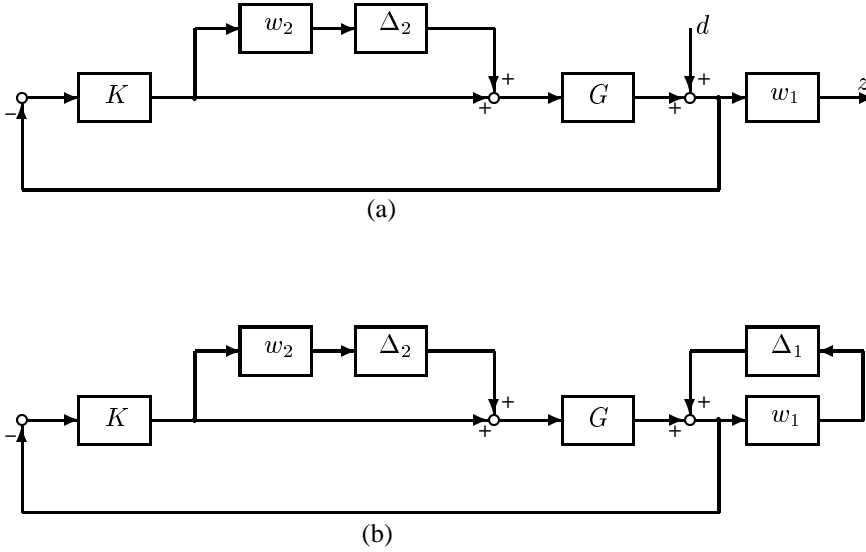 w₂ Δ₂ d
+ +
K G w₁ z
− + +
(a)
w₂ Δ₂ Δ₁
+ +
K G w₁
− + +
(b)